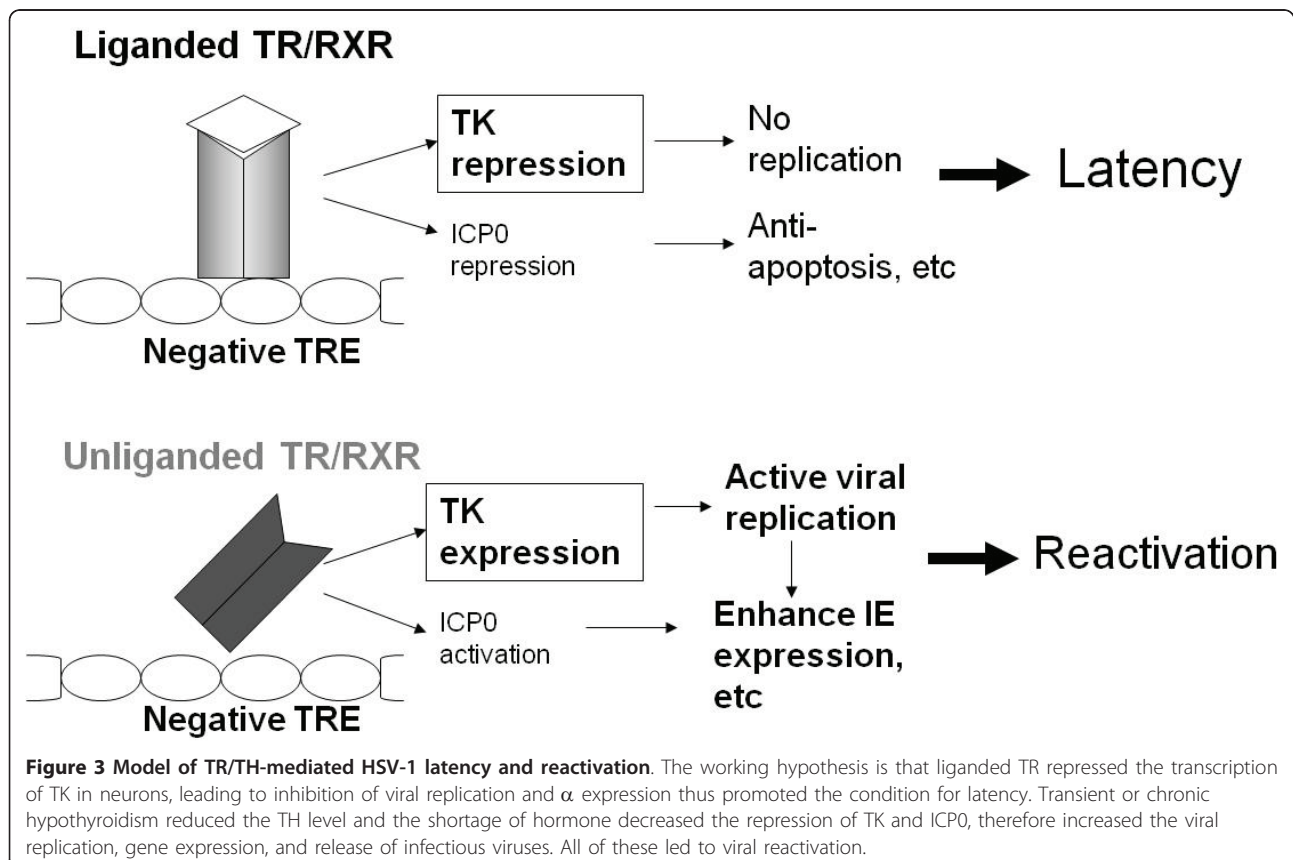 Liganded TR/RXR
TK
repression
No
replication
Latency
ICP0
repression
Anti-
apoptosis, etc
Negative TRE
Unliganded TR/RXR
TK
expression
Active viral
replication
Reactivation
ICP0
activation
Enhance IE
expression,
etc
Negative TRE
Figure 3 Model of TR/TH-mediated HSV-1 latency and reactivation. The working hypothesis is that liganded TR repressed the transcription
of TK in neurons, leading to inhibition of viral replication and α expression thus promoted the condition for latency. Transient or chronic
hypothyroidism reduced the TH level and the shortage of hormone decreased the repression of TK and ICP0, therefore increased the viral
replication, gene expression, and release of infectious viruses. All of these led to viral reactivation.